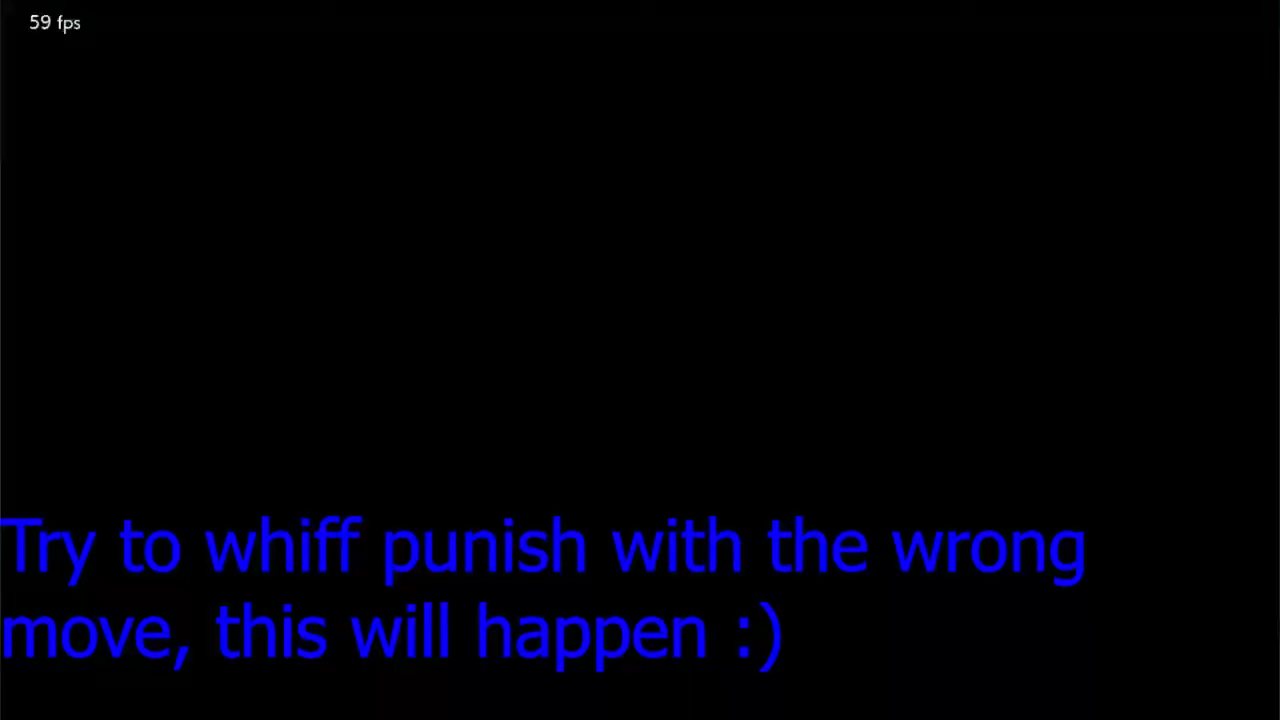 59 fps
Try to whiff punish with the wrong
move, this will happen :)